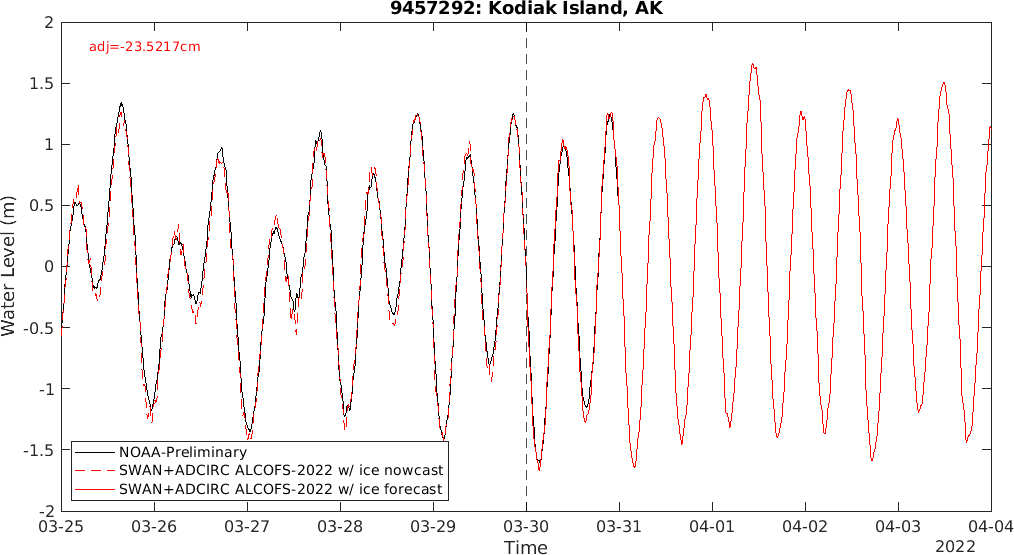 9457292: Kodiak Island, AK
adj=-23.5217cm
2
1.5
1
0.5
0
-0.5
-1
-1.5
-2
Water Level (m)
NOAA-Preliminary
SWAN+ADCIRC ALCOFS-2022 w/ ice nowcast
SWAN+ADCIRC ALCOFS-2022 w/ ice forecast
03-25 03-26 03-27 03-28 03-29 03-30 03-31 04-01 04-02 04-03 04-04
Time
2022